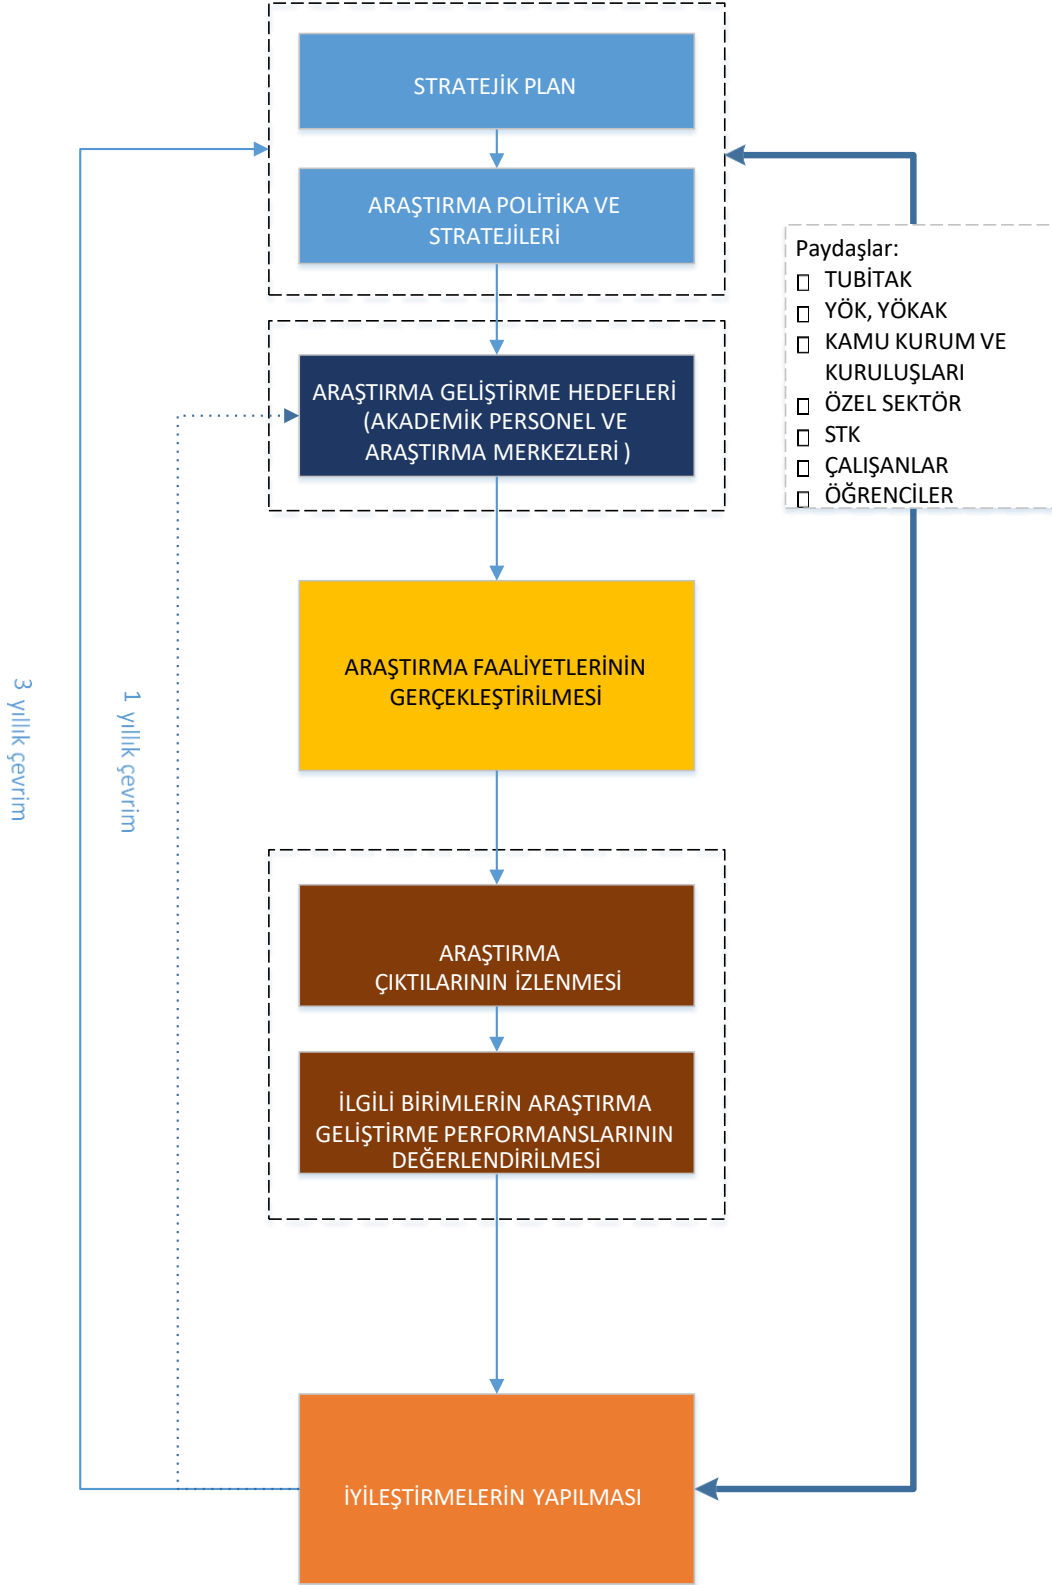 STRATEJİK PLAN
ARAŞTIRMA POLİTİKA VE
STRATEJİLERİ
Paydaşlar:
TUBİTAK
YÖK, YÖKAK
KAMU KURUM VE
KURULUŞLARI
ÖZEL SEKTÖR
STK
ÇALIŞANLAR
ÖĞRENCİLER
ARAŞTIRMA GELİŞTİRME HEDEFLERİ
(AKADEMİK PERSONEL VE
ARAŞTIRMA MERKEZLERİ )
ARAŞTIRMA FAALİYETLERİNİN
GERÇEKLEŞTİRİLMESİ
3 yıllık çevrim
1 yıllık çevrim
ARAŞTIRMA
ÇIKTILARININ İZLENMESİ
İLGİLİ BİRİMLERİN ARAŞTIRMA
GELİŞTİRME PERFORMANSLARININ
DEĞERLENDİRİLMESİ
İYİLEŞTİRMELERİN YAPILMASI